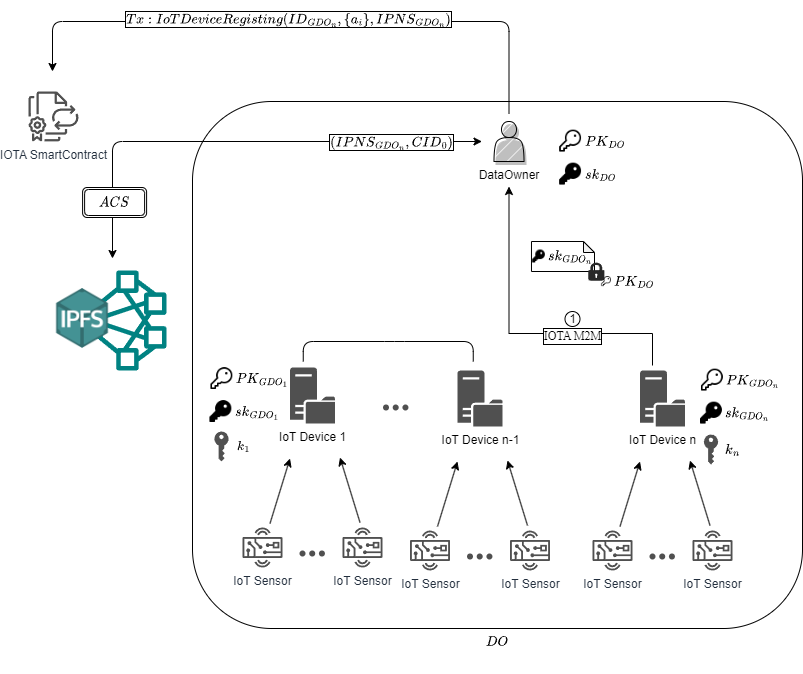 Tx : IoTDeviceRegisting(ID_{GDO_n}, {a_i}, IPNS_{GDO_n})
IOTA SmartContract
(IPNS_{GDO_n}, CID_0)
DataOwner
PK_{DO}
sk_{DO}
ACS
IPFS
sk_{GDO_n}
PK_{DO}
1
IOTA M2M
PK_{GDO_1}
sk_{GDO_1}
k_1
IoT Device 1
...
IoT Device n-1
IoT Device n
PK_{GDO_n}
sk_{GDO_n}
k_n
IoT Sensor
...
IoT Sensor
IoT Sensor
...
IoT Sensor
IoT Sensor
...
IoT Sensor
DO